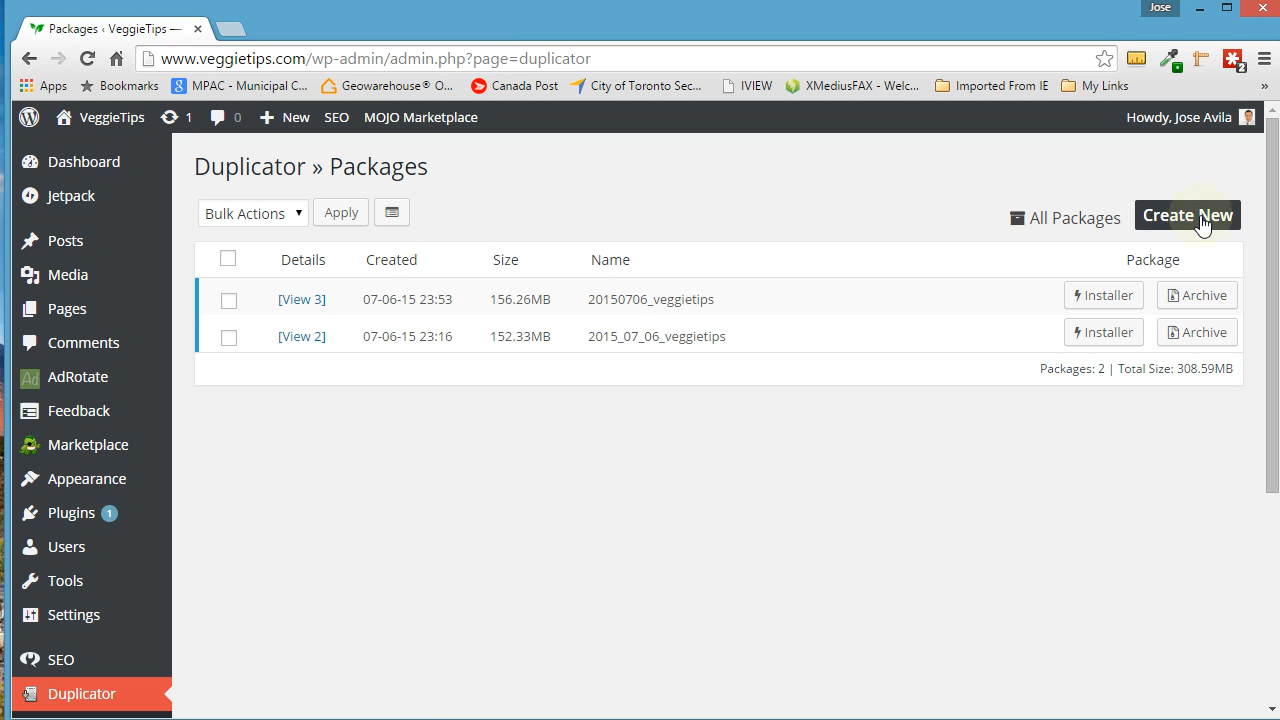 Jose
Packages ‹ VeggieTips —
www.veggietips.com/wp-admin/admin.php?page=duplicator
2
Apps Bookmarks MPAC - Municipal C... Geowarehouse® O... Canada Post City of Toronto Sec... IVIEW XMediusFAX - Welc... Imported From IE My Links »
VeggieTips 1 0 New SEO MOJO Marketplace Howdy, Jose Avila
Dashboard
Jetpack
Posts
Media
Pages
Comments
Ad AdRotate
Feedback
Marketplace
Appearance
Plugins 1
Users
Tools
Settings
SEO
Duplicator
Duplicator » Packages
Bulk Actions Apply All Packages Create New
Details Created Size Name Package
[View 3] 07-06-15 23:53 156.26MB 20150706_veggietips Installer Archive
[View 2] 07-06-15 23:16 152.33MB 2015_07_06_veggietips Installer Archive
Packages: 2 | Total Size: 308.59MB